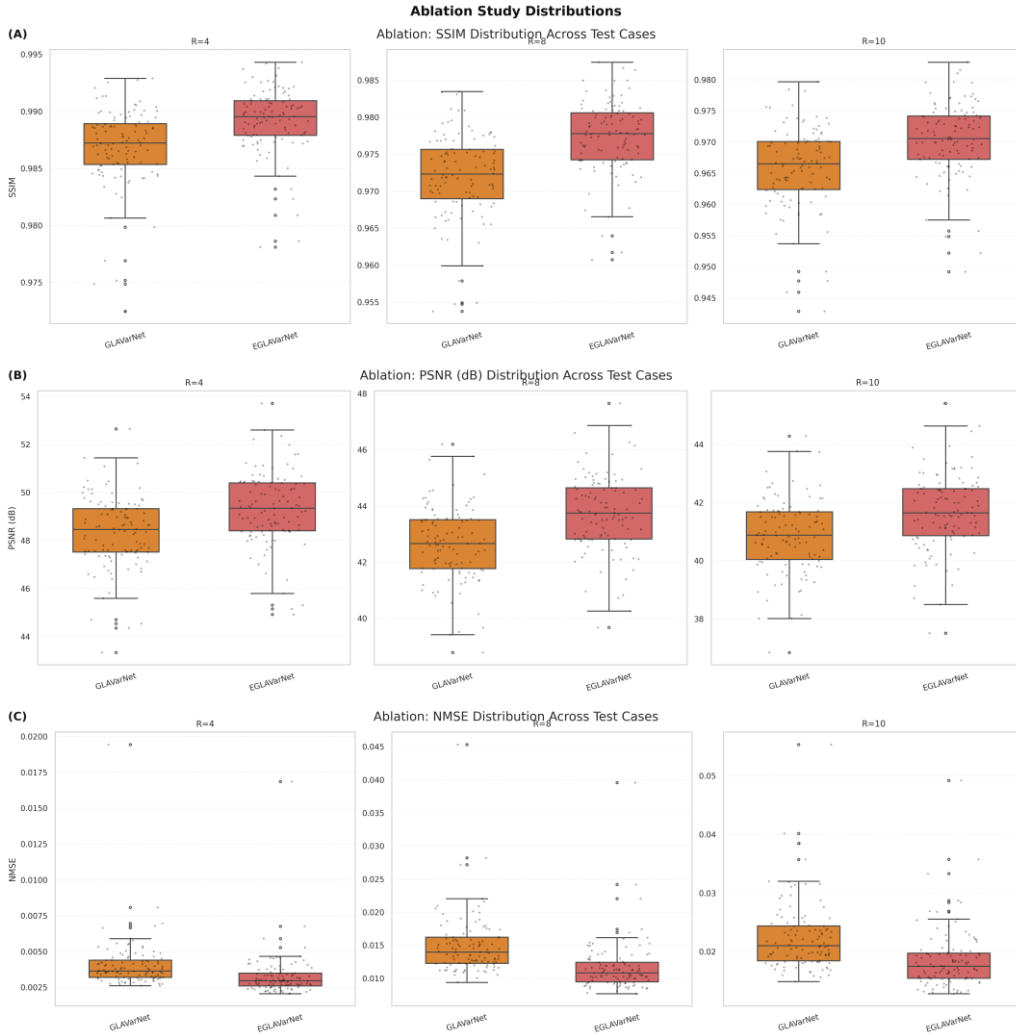 Ablation Study Distributions
(A)
Ablation: SSIM Distribution Across Test Cases
R=4
R=8
R=10
SSIM
0.995
0.990
0.985
0.980
0.975
0.985
0.980
0.975
0.970
0.965
0.960
0.955
0.980
0.975
0.970
0.965
0.960
0.955
0.950
0.945
GLAVarNet
EGLAVarNet
GLAVarNet
EGLAVarNet
GLAVarNet
EGLAVarNet
(B)
Ablation: PSNR (dB) Distribution Across Test Cases
R=4
R=8
R=10
PSNR (dB)
54
52
50
48
46
44
48
46
44
42
40
44
42
40
38
GLAVarNet
EGLAVarNet
GLAVarNet
EGLAVarNet
GLAVarNet
EGLAVarNet
(C)
Ablation: NMSE Distribution Across Test Cases
R=4
R=8
R=10
NMSE
0.0200
0.0175
0.0150
0.0125
0.0100
0.0075
0.0050
0.0025
0.045
0.040
0.035
0.030
0.025
0.020
0.015
0.010
0.05
0.04
0.03
0.02
GLAVarNet
EGLAVarNet
GLAVarNet
EGLAVarNet
GLAVarNet
EGLAVarNet